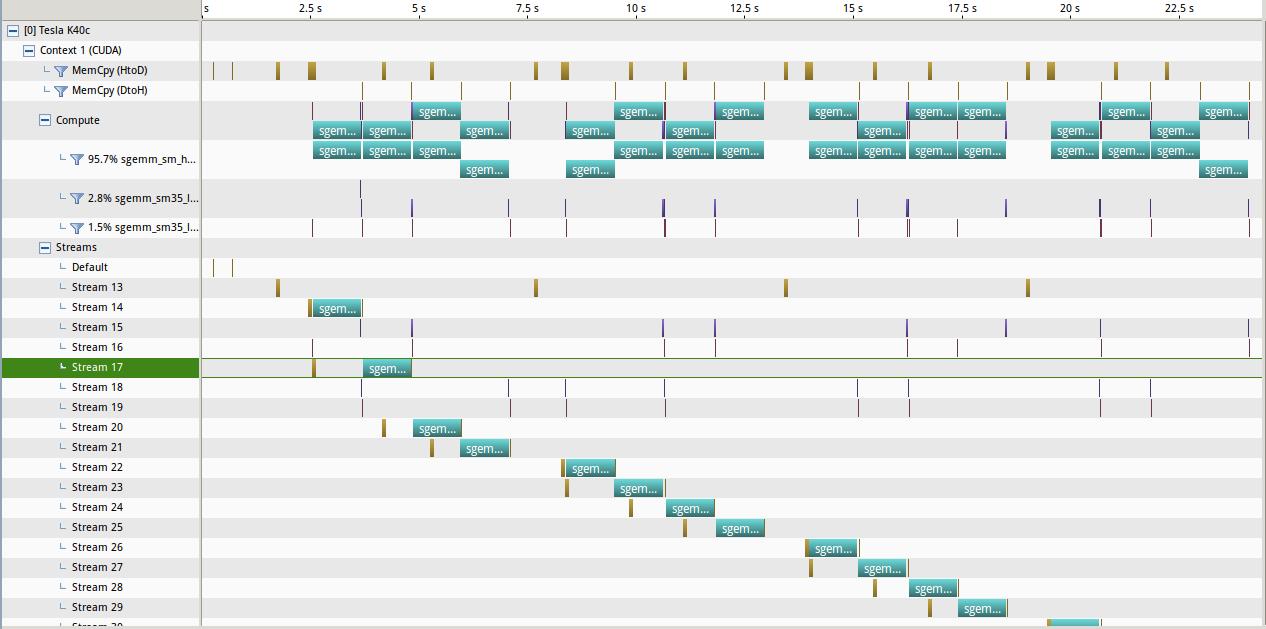 s 2.5 s 5 s 7.5 s 10 s 12.5 s 15 s 17.5 s 20 s 22.5 s
[0] Tesla K40c
Context 1 (CUDA)
MemCpy (HtoD)
MemCpy (DtoH)
sgem... sgem... sgem... sgem... sgem... sgem... sgem... sgem...
Compute
sgem... sgem... sgem... sgem... sgem... sgem... sgem... sgem...
sgem... sgem... sgem... sgem... sgem... sgem... sgem... sgem... sgem... sgem... sgem... sgem... sgem...
95.7% sgemm_sm_h...
sgem... sgem... sgem...
2.8% sgemm_sm35_l...
1.5% sgemm_sm35_l...
Streams
Default
Stream 13
Stream 14 sgem...
Stream 15
Stream 16
Stream 17 sgem...
Stream 18
Stream 19
Stream 20 sgem...
Stream 21 sgem...
Stream 22 sgem...
Stream 23 sgem...
Stream 24 sgem...
Stream 25 sgem...
Stream 26 sgem...
Stream 27 sgem...
Stream 28 sgem...
Stream 29 sgem...